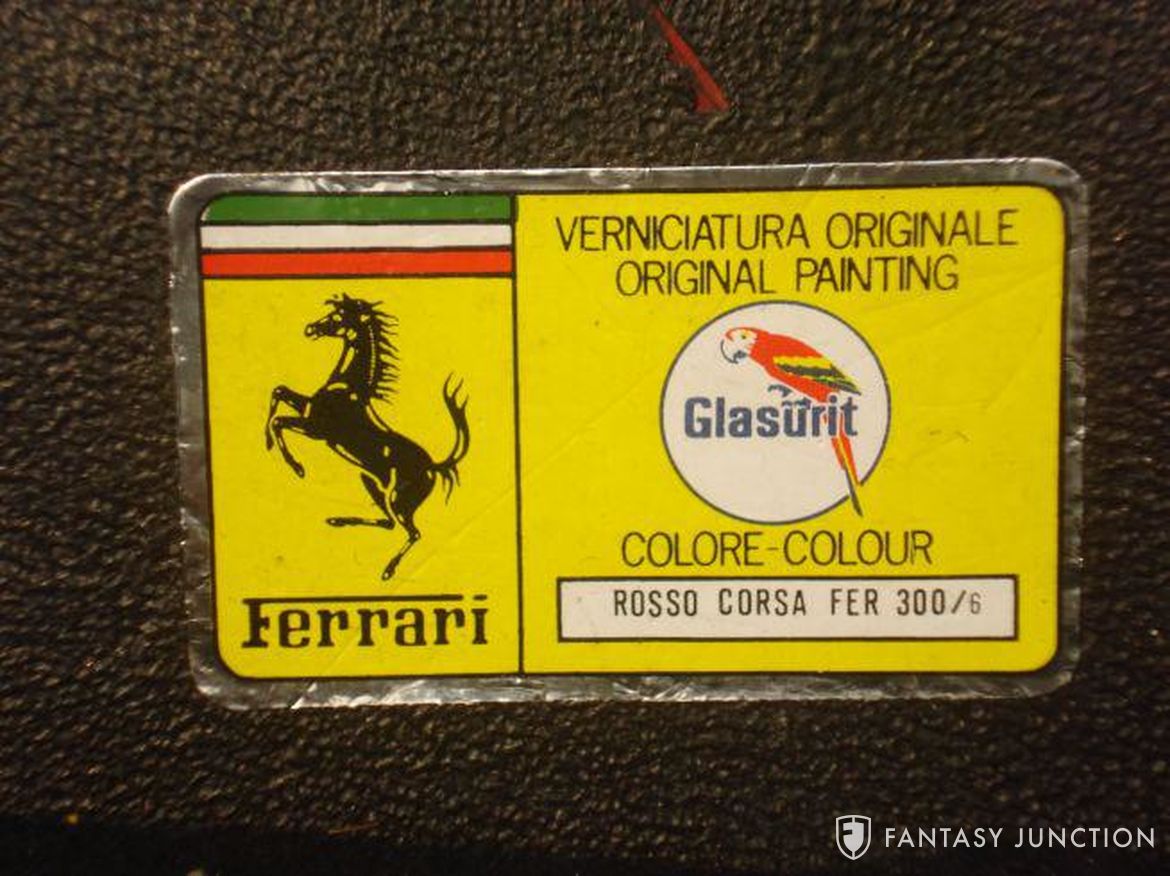 VERNICIATURA ORIGINALE
ORIGINAL PAINTING
Glasurit
COLORE-COLOUR
ROSSO CORSA FER 300/6
Ferrari
FANTASY JUNCTION